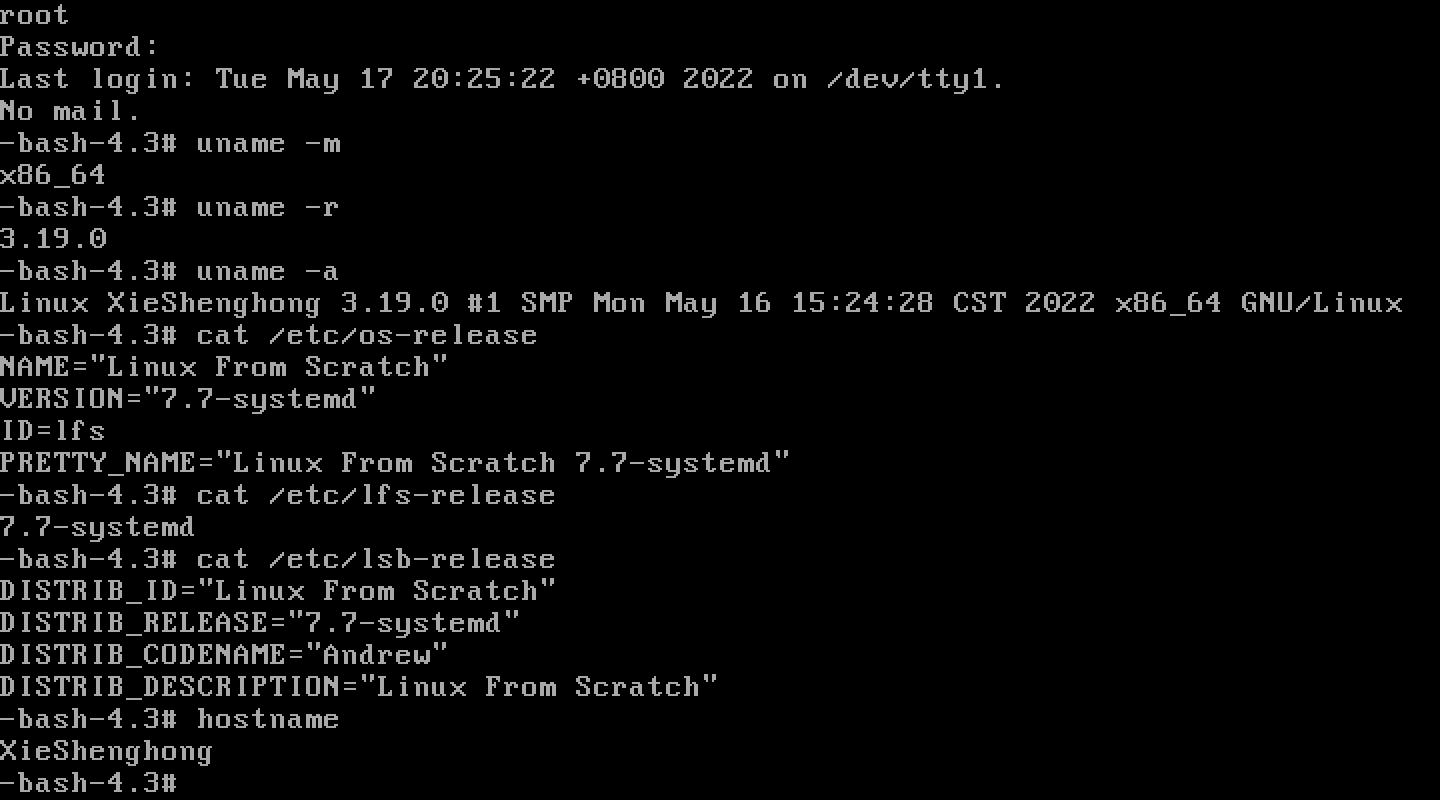 root
Password:
Last login: Tue May 17 20:25:22 +0800 2022 on /dev/tty1.
No mail.
-bash-4.3# uname -m
x86_64
-bash-4.3# uname -r
3.19.0
-bash-4.3# uname -a
Linux XieShenghong 3.19.0 #1 SMP Mon May 16 15:24:28 CST 2022 x86_64 GNU/Linux
-bash-4.3# cat /etc/os-release
NAME="Linux From Scratch"
VERSION="7.7-systemd"
ID=lfs
PRETTY_NAME="Linux From Scratch 7.7-systemd"
-bash-4.3# cat /etc/lfs-release
7.7-systemd
-bash-4.3# cat /etc/lsb-release
DISTRIB_ID="Linux From Scratch"
DISTRIB_RELEASE="7.7-systemd"
DISTRIB_CODENAME="Andrew"
DISTRIB_DESCRIPTION="Linux From Scratch"
-bash-4.3# hostname
XieShenghong
-bash-4.3#